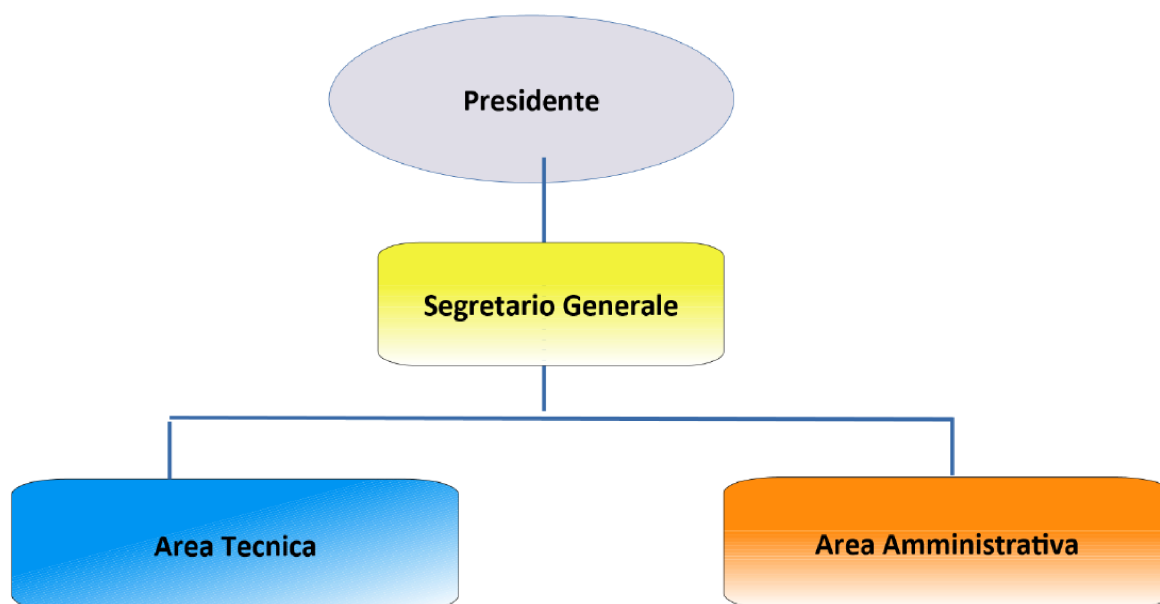 Presidente
Segretario Generale
Area Tecnica
Area Amministrativa